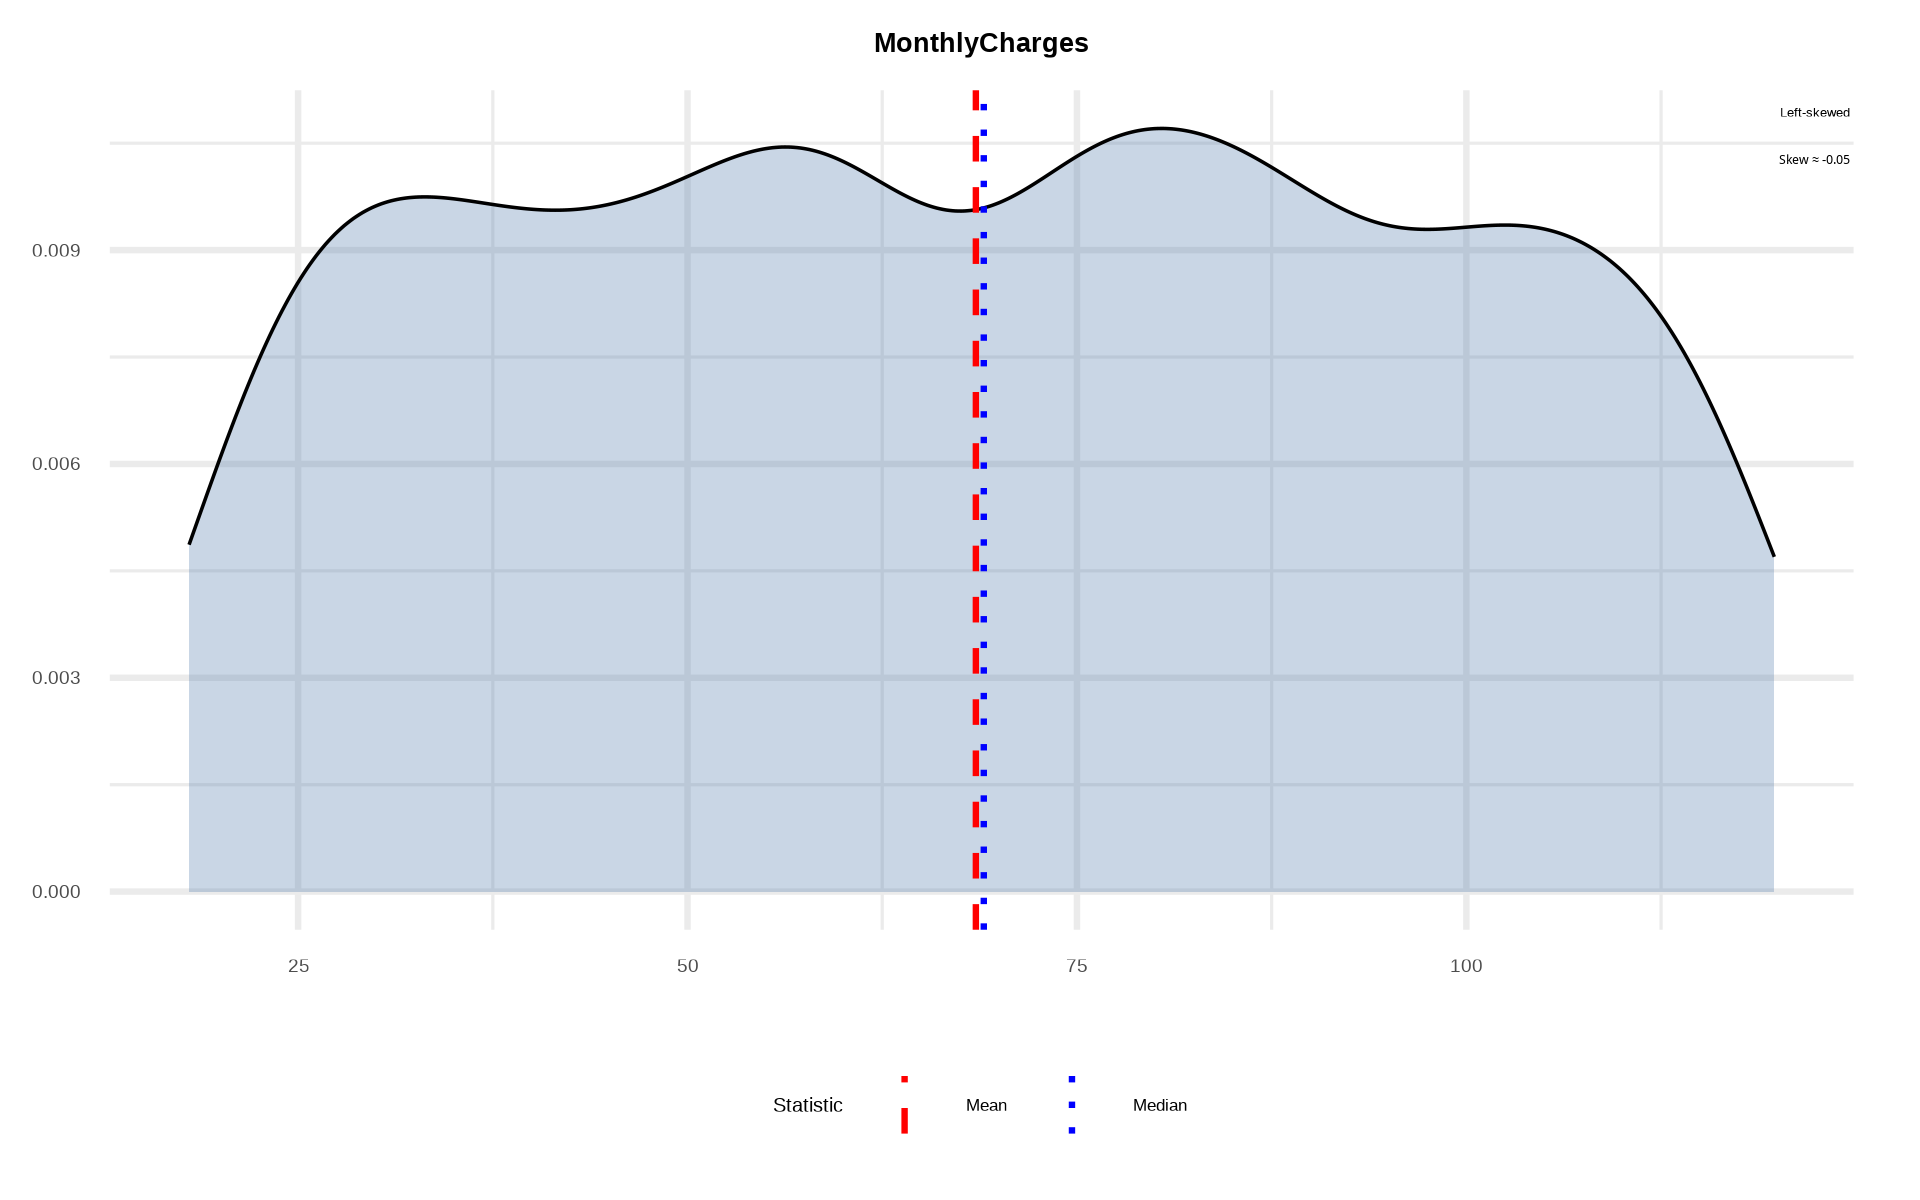 MonthlyCharges
Left-skewed
Skew ≈ -0.05
0.009
0.006
0.003
0.000
25 50 75 100
Statistic Mean Median